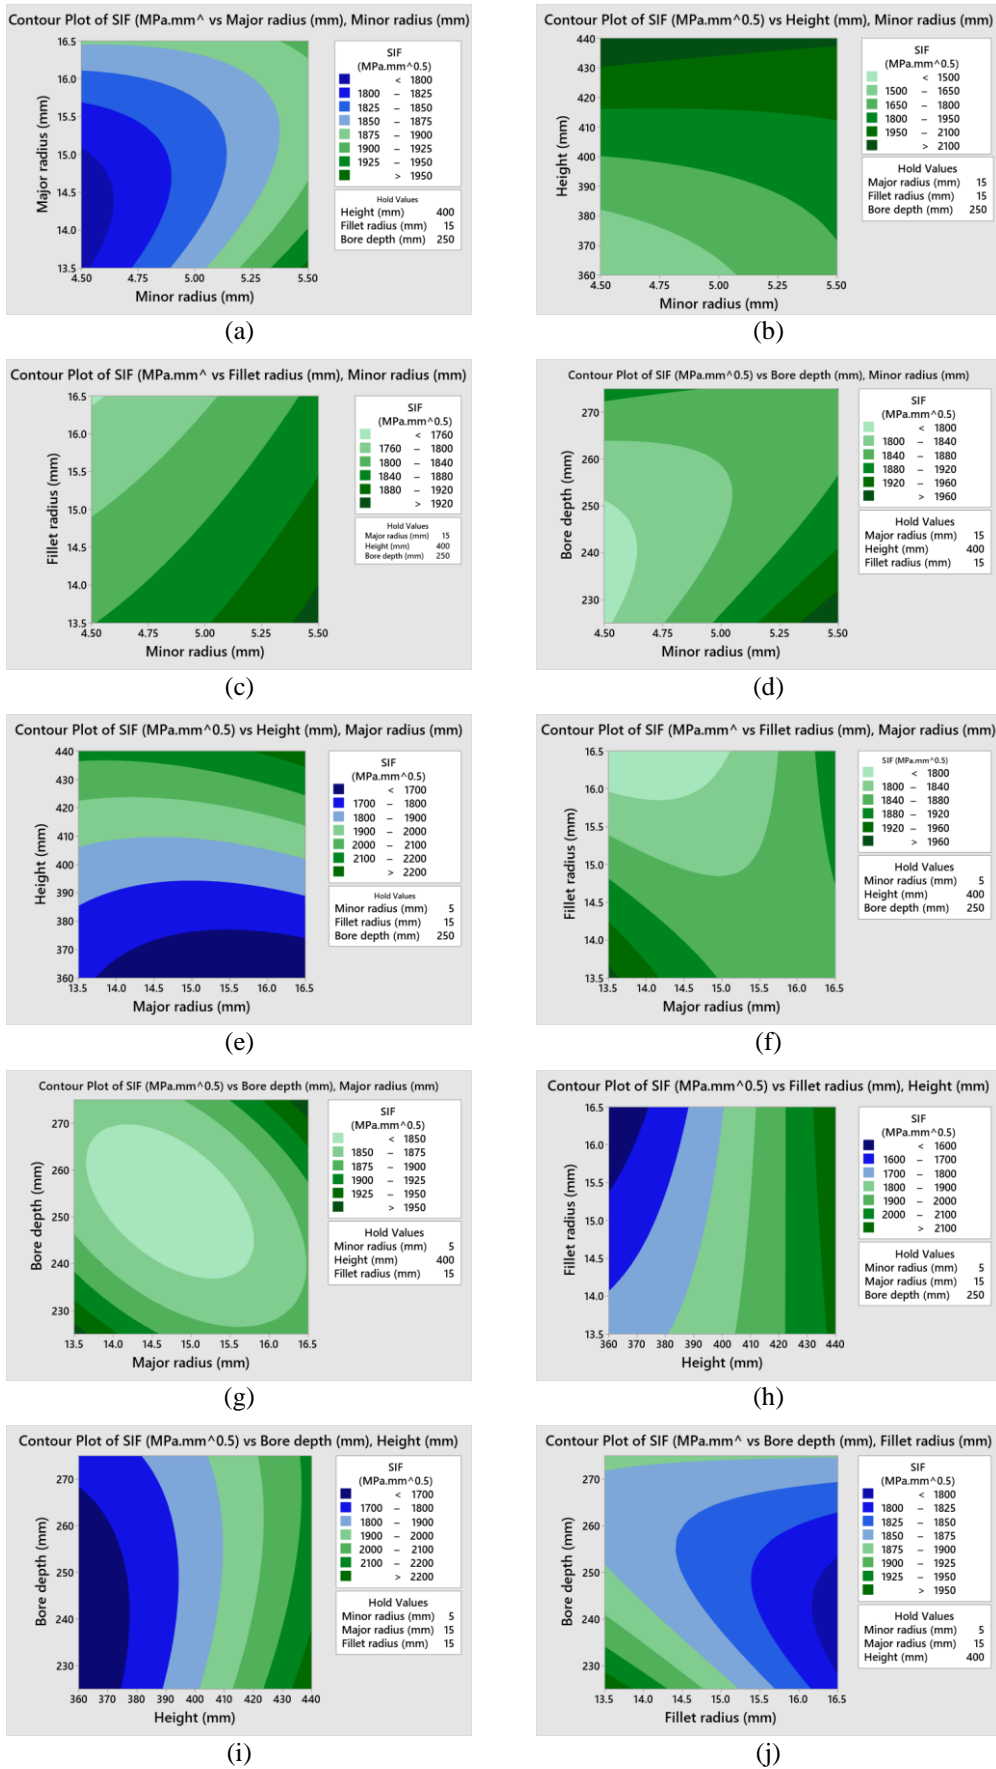 Contour Plot of SIF (MPa.mm^ vs Major radius (mm), Minor radius (mm)
16.5
16.0
15.5
15.0
14.5
14.0
13.5
Major radius (mm)
4.50 4.75 5.00 5.25 5.50
Minor radius (mm)
SIF
(MPa.mm^0.5)
< 1800
1800 – 1825
1825 – 1850
1850 – 1875
1875 – 1900
1900 – 1925
1925 – 1950
> 1950
Hold Values
Height (mm) 400
Fillet radius (mm) 15
Bore depth (mm) 250
(a)
Contour Plot of SIF (MPa.mm^0.5) vs Height (mm), Minor radius (mm)
440
430
420
410
400
390
380
370
360
Height (mm)
4.50 4.75 5.00 5.25 5.50
Minor radius (mm)
SIF
(MPa.mm^0.5)
< 1500
1500 – 1650
1650 – 1800
1800 – 1950
1950 – 2100
> 2100
Hold Values
Major radius (mm) 15
Fillet radius (mm) 15
Bore depth (mm) 250
(b)
Contour Plot of SIF (MPa.mm^ vs Fillet radius (mm), Minor radius (mm)
16.5
16.0
15.5
15.0
14.5
14.0
13.5
Fillet radius (mm)
4.50 4.75 5.00 5.25 5.50
Minor radius (mm)
SIF
(MPa.mm^0.5)
< 1760
1760 – 1800
1800 – 1840
1840 – 1880
1880 – 1920
> 1920
Hold Values
Major radius (mm) 15
Height (mm) 400
Bore depth (mm) 250
(c)
Contour Plot of SIF (MPa.mm^0.5) vs Bore depth (mm), Minor radius (mm)
270
260
250
240
230
Bore depth (mm)
4.50 4.75 5.00 5.25 5.50
Minor radius (mm)
SIF
(MPa.mm^0.5)
< 1800
1800 – 1840
1840 – 1880
1880 – 1920
1920 – 1960
> 1960
Hold Values
Major radius (mm) 15
Height (mm) 400
Fillet radius (mm) 15
(d)
Contour Plot of SIF (MPa.mm^0.5) vs Height (mm), Major radius (mm)
440
430
420
410
400
390
380
370
360
Height (mm)
13.5 14.0 14.5 15.0 15.5 16.0 16.5
Major radius (mm)
SIF
(MPa.mm^0.5)
< 1700
1700 – 1800
1800 – 1900
1900 – 2000
2000 – 2100
2100 – 2200
> 2200
Hold Values
Minor radius (mm) 5
Fillet radius (mm) 15
Bore depth (mm) 250
(e)
Contour Plot of SIF (MPa.mm^ vs Fillet radius (mm), Major radius (mm)
16.5
16.0
15.5
15.0
14.5
14.0
13.5
Fillet radius (mm)
13.5 14.0 14.5 15.0 15.5 16.0 16.5
Major radius (mm)
SIF (MPa.mm^0.5)
< 1800
1800 – 1840
1840 – 1880
1880 – 1920
1920 – 1960
> 1960
Hold Values
Minor radius (mm) 5
Height (mm) 400
Bore depth (mm) 250
(f)
Contour Plot of SIF (MPa.mm^0.5) vs Bore depth (mm), Major radius (mm)
270
260
250
240
230
Bore depth (mm)
13.5 14.0 14.5 15.0 15.5 16.0 16.5
Major radius (mm)
SIF
(MPa.mm^0.5)
< 1850
1850 – 1875
1875 – 1900
1900 – 1925
1925 – 1950
> 1950
Hold Values
Minor radius (mm) 5
Height (mm) 400
Fillet radius (mm) 15
(g)
Contour Plot of SIF (MPa.mm^0.5) vs Fillet radius (mm), Height (mm)
16.5
16.0
15.5
15.0
14.5
14.0
13.5
Fillet radius (mm)
360 370 380 390 400 410 420 430 440
Height (mm)
SIF
(MPa.mm^0.5)
< 1600
1600 – 1700
1700 – 1800
1800 – 1900
1900 – 2000
2000 – 2100
> 2100
Hold Values
Minor radius (mm) 5
Major radius (mm) 15
Bore depth (mm) 250
(h)
Contour Plot of SIF (MPa.mm^0.5) vs Bore depth (mm), Height (mm)
270
260
250
240
230
Bore depth (mm)
360 370 380 390 400 410 420 430 440
Height (mm)
SIF
(MPa.mm^0.5)
< 1700
1700 – 1800
1800 – 1900
1900 – 2000
2000 – 2100
2100 – 2200
> 2200
Hold Values
Minor radius (mm) 5
Major radius (mm) 15
Fillet radius (mm) 15
(i)
Contour Plot of SIF (MPa.mm^ vs Bore depth (mm), Fillet radius (mm)
270
260
250
240
230
Bore depth (mm)
13.5 14.0 14.5 15.0 15.5 16.0 16.5
Fillet radius (mm)
SIF
(MPa.mm^0.5)
< 1800
1800 – 1825
1825 – 1850
1850 – 1875
1875 – 1900
1900 – 1925
1925 – 1950
> 1950
Hold Values
Minor radius (mm) 5
Major radius (mm) 15
Height (mm) 400
(j)